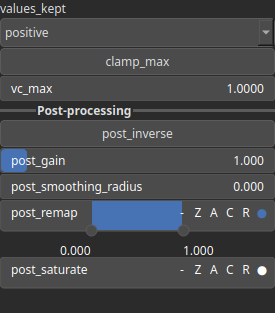 values_kept
positive
clamp_max
vc_max 1.0000
Post-processing
post_inverse
post_gain 1.000
post_smoothing_radius 0.000
post_remap - Z A C R
0.000 1.000
post_saturate - Z A C R